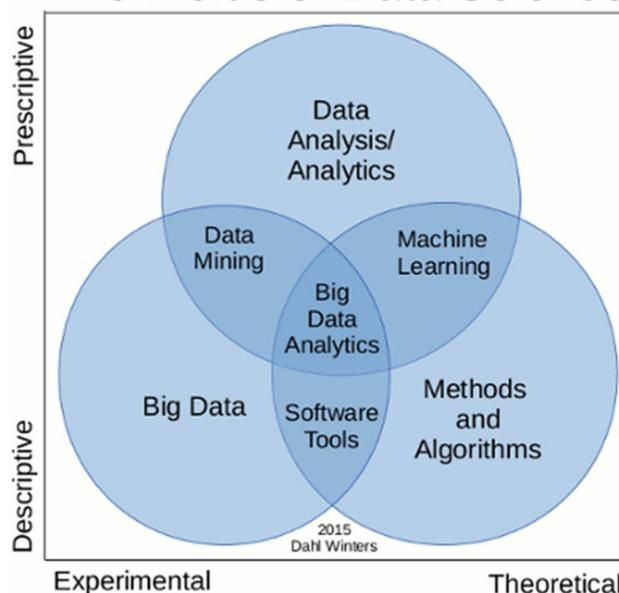 Prescriptive
Data
Analysis/
Analytics
Data
Mining
Machine
Learning
Big
Data
Analytics
Big Data
Software
Tools
Methods
and
Algorithms
Descriptive
2015
Dahl Winters
Experimental
Theoretical